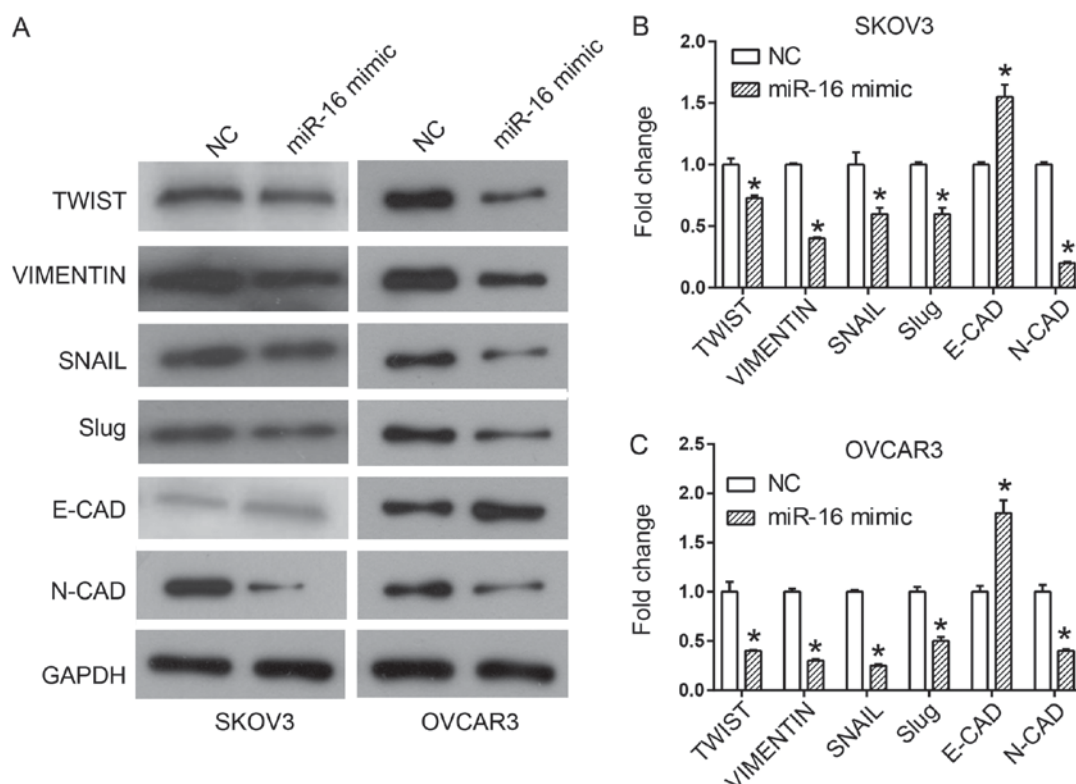 A
NC
miR-16 mimic
NC
miR-16 mimic
TWIST
VIMENTIN
SNAIL
Slug
E-CAD
N-CAD
GAPDH
SKOV3
OVCAR3
B
SKOV3
NC
miR-16 mimic
Fold change
2.0
1.5
1.0
0.5
0.0
*
*
*
*
*
*
TWIST
VIMENTIN
SNAIL
Slug
E-CAD
N-CAD
C
OVCAR3
NC
miR-16 mimic
Fold change
2.5
2.0
1.5
1.0
0.5
0.0
*
*
*
*
*
*
TWIST
VIMENTIN
SNAIL
Slug
E-CAD
N-CAD